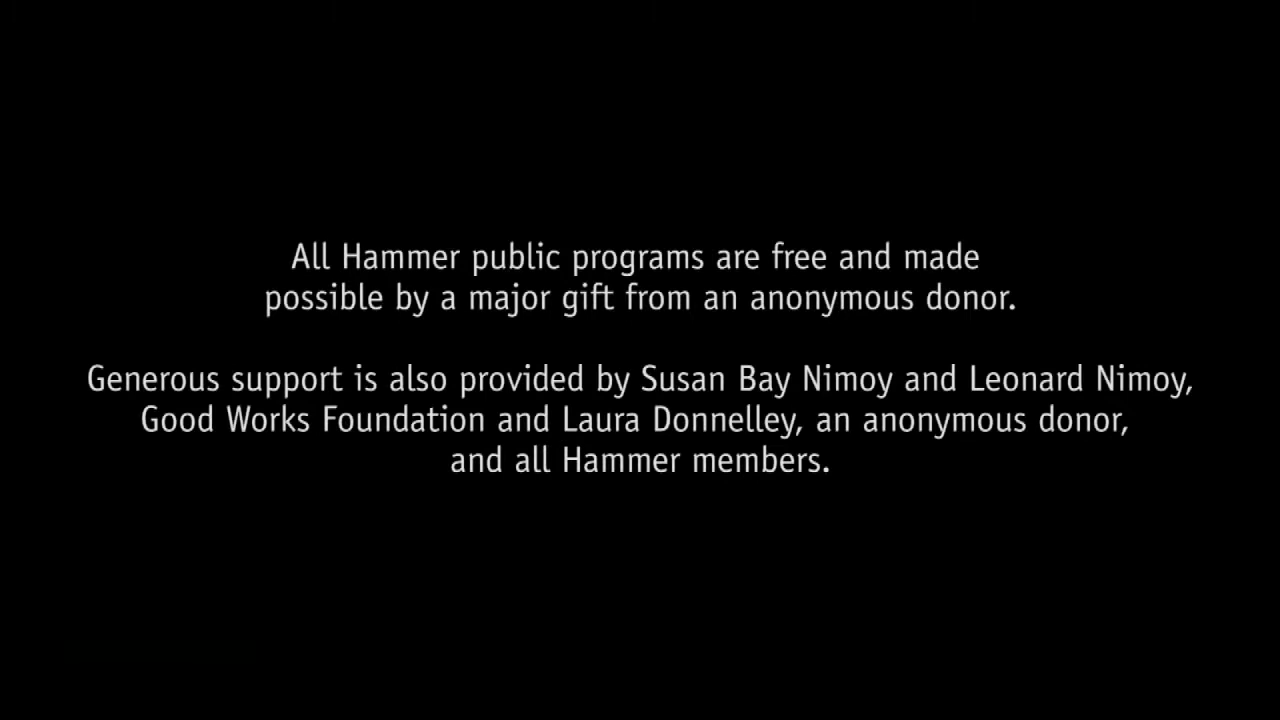 All Hammer public programs are free and made
possible by a major gift from an anonymous donor.
Generous support is also provided by Susan Bay Nimoy and Leonard Nimoy,
Good Works Foundation and Laura Donnelley, an anonymous donor,
and all Hammer members.